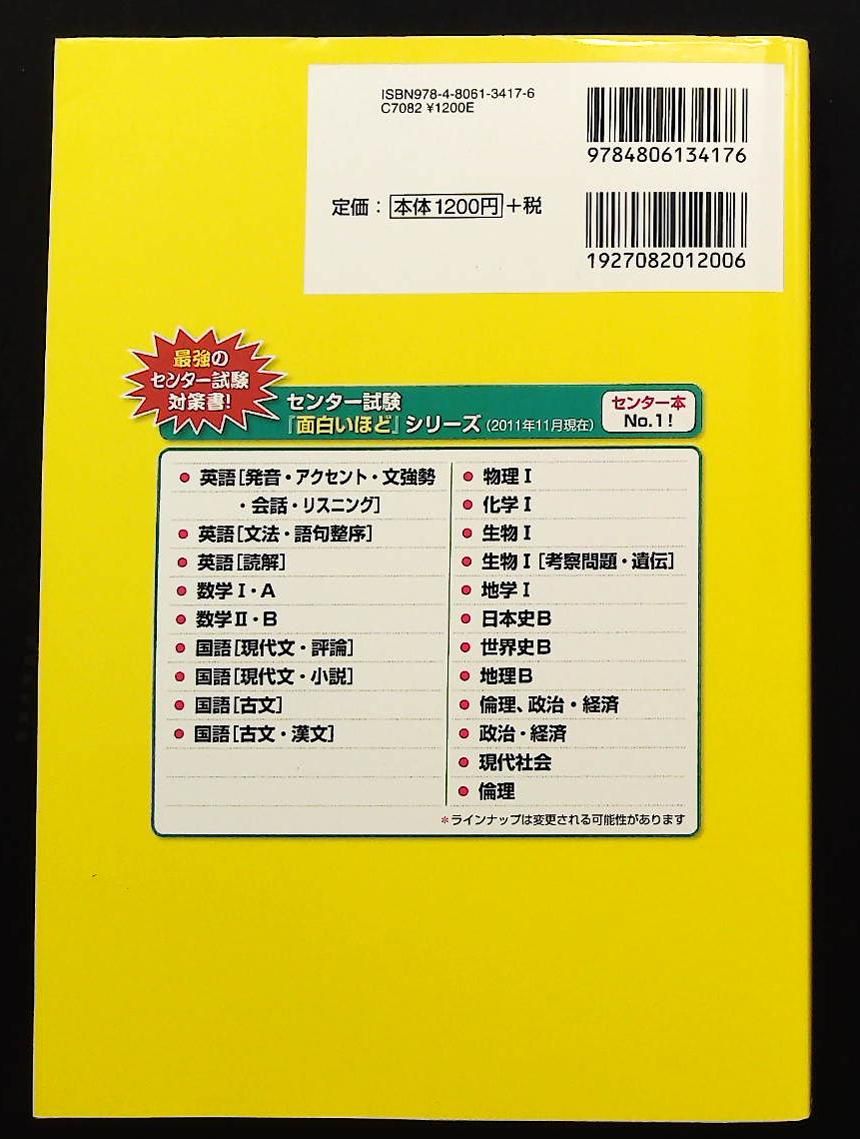 ISBN978-4-8061-3417-6
C7082 ¥1200E
9784806134176
定価：本体1200円＋税
1927082012006
最強の
センター試験
対策書!
センター試験
『面白いほど』シリーズ（2011年11月現在）
センター本
No.1!
● 英語［発音・アクセント・文強勢
・会話・リスニング］
● 英語［文法・語句整序］
● 英語［読解］
● 数学Ⅰ・A
● 数学Ⅱ・B
● 国語［現代文・評論］
● 国語［現代文・小説］
● 国語［古文］
● 国語［古文・漢文］
● 物理Ⅰ
● 化学Ⅰ
● 生物Ⅰ
● 生物Ⅰ［考察問題・遺伝］
● 地学Ⅰ
● 日本史B
● 世界史B
● 地理B
● 倫理、政治・経済
● 政治・経済
● 現代社会
● 倫理
＊ラインナップは変更される可能性があります